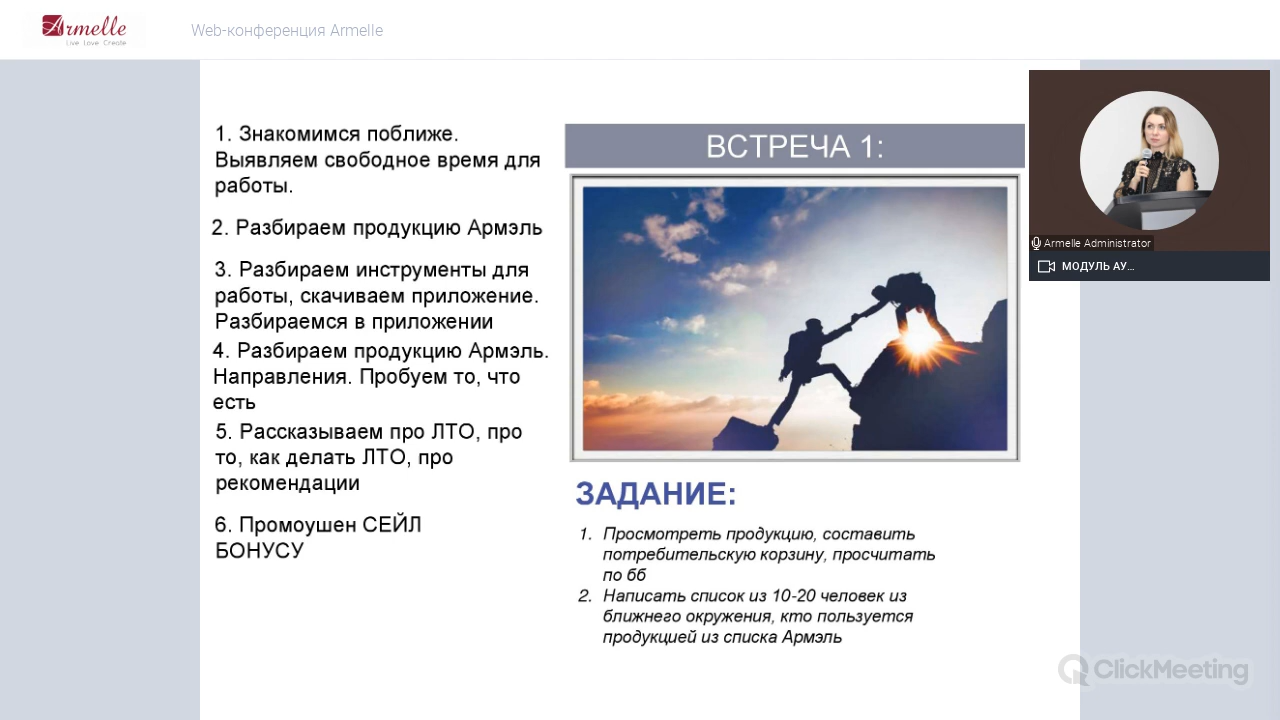 Armelle
Live Love Create
Web-конференция Armelle
1. Знакомимся поближе.
Выявляем свободное время для
работы.
2. Разбираем продукцию Армэль
3. Разбираем инструменты для
работы, скачиваем приложение.
Разбираемся в приложении
4. Разбираем продукцию Армэль.
Направления. Пробуем то, что
есть
5. Рассказываем про ЛТО, про
то, как делать ЛТО, про
рекомендации
6. Промоушен СЕЙЛ
БОНУСУ
ВСТРЕЧА 1:
ЗАДАНИЕ:
1. Просмотреть продукцию, составить
потребительскую корзину, просчитать
по бб
2. Написать список из 10-20 человек из
ближнего окружения, кто пользуется
продукцией из списка Армэль
Armelle Administrator
МОДУЛЬ АУ...
ClickMeeting